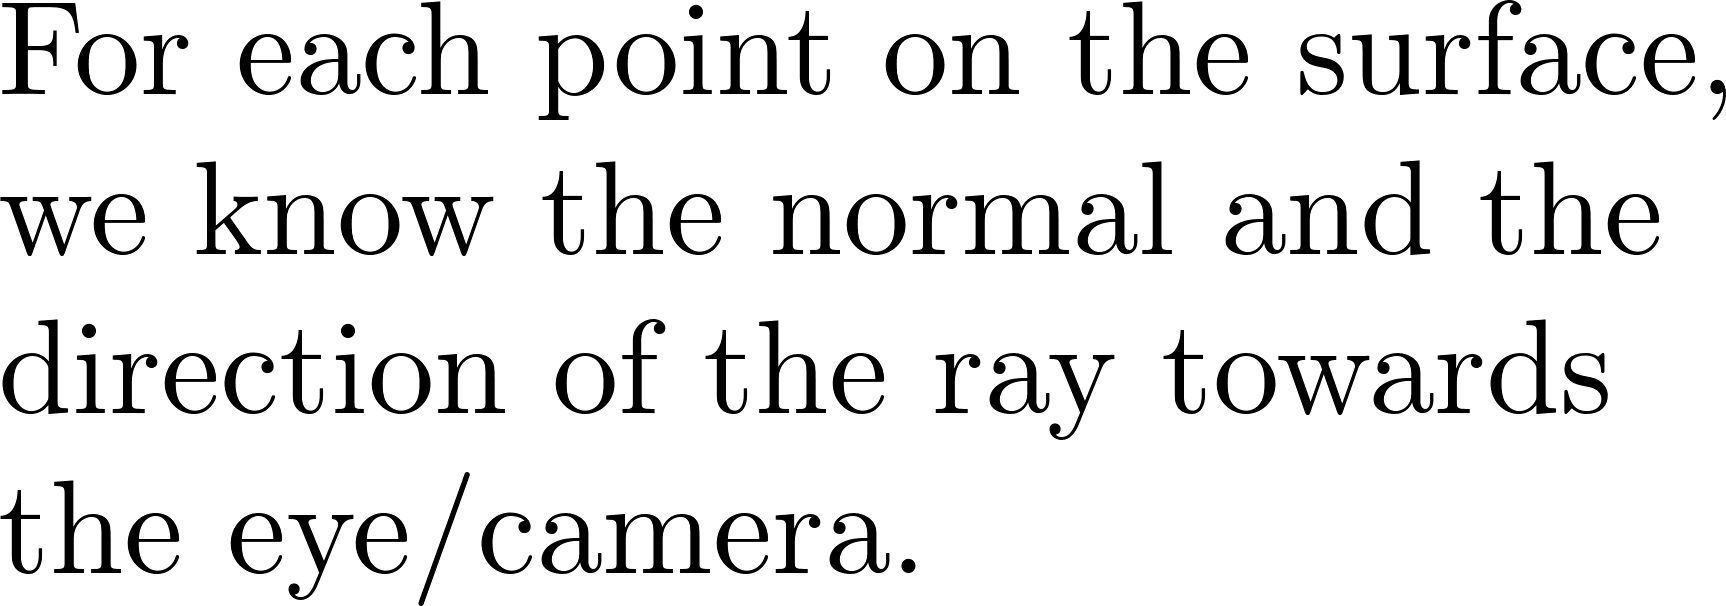 For each point on the surface,
we know the normal and the
direction of the ray towards
the eye/camera.